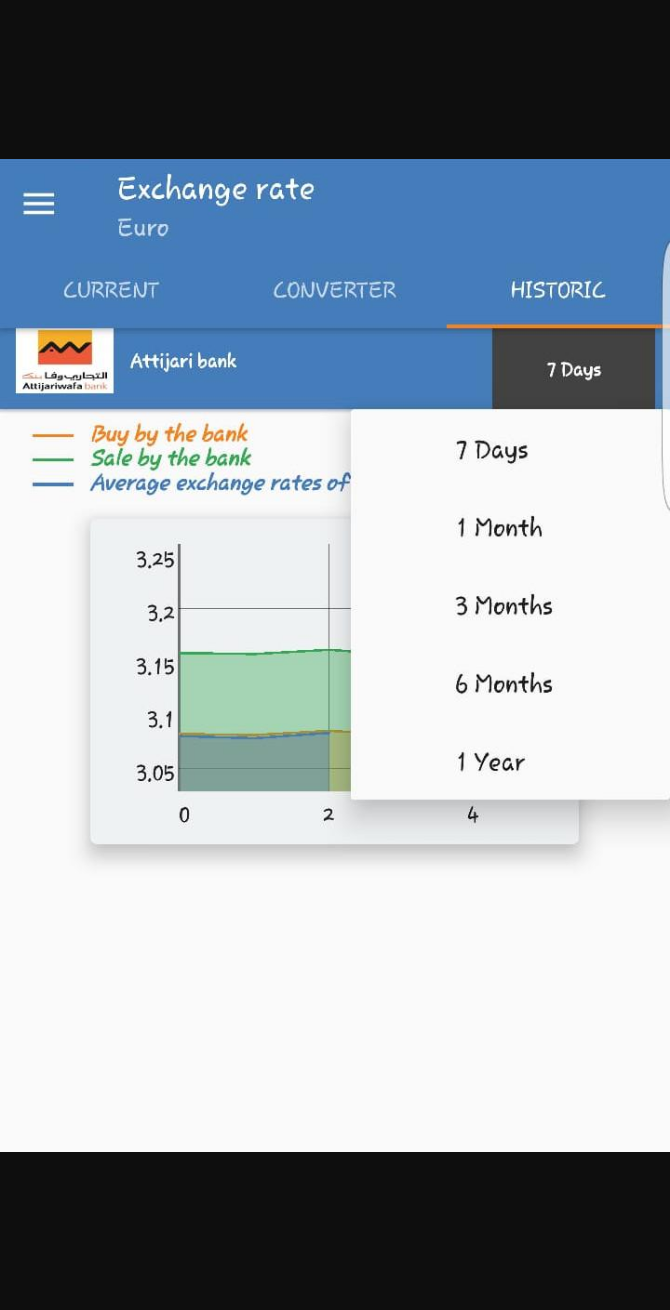 Exchange rate
Euro
CURRENT CONVERTER HISTORIC
التجاري وفا بنك
Attijariwafa bank
Attijari bank
7 Days
Buy by the bank
Sale by the bank
Average exchange rates of
7 Days
1 Month
3 Months
6 Months
1 Year
3,25
3,2
3,15
3,1
3,05
0 2 4